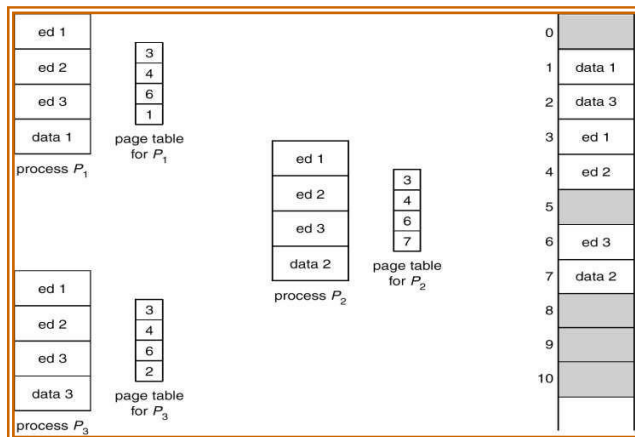 ed 1
ed 2
ed 3
data 1
process P1
3
4
6
1
page table
for P1
ed 1
ed 2
ed 3
data 2
process P2
3
4
6
7
page table
for P2
ed 1
ed 2
ed 3
data 3
process P3
3
4
6
2
page table
for P3
0
1 data 1
2 data 3
3 ed 1
4 ed 2
5
6 ed 3
7 data 2
8
9
10